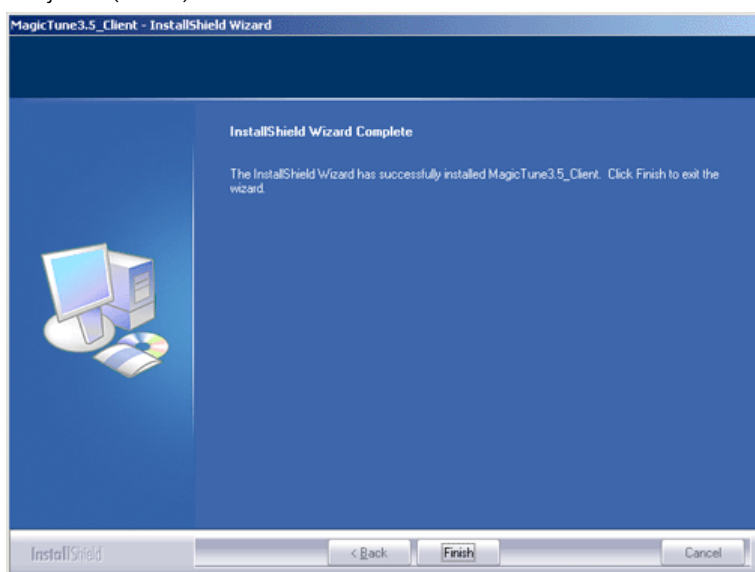 MagicTune3.5_Client - InstallShield Wizard
InstallShield Wizard Complete
The InstallShield Wizard has successfully installed MagicTune3.5_Client. Click Finish to exit the
wizard.
InstallShield
< Back
Finish
Cancel